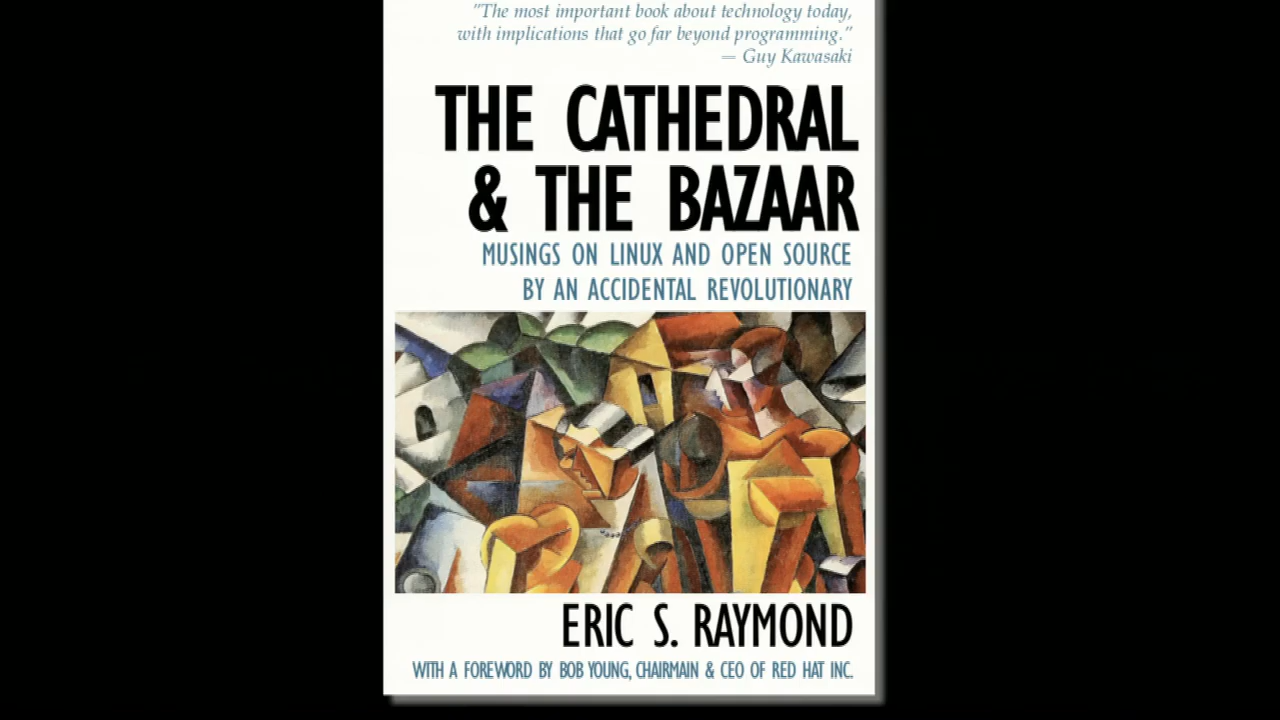 "The most important book about technology today,
with implications that go far beyond programming."
— Guy Kawasaki
THE CATHEDRAL
& THE BAZAAR
MUSINGS ON LINUX AND OPEN SOURCE
BY AN ACCIDENTAL REVOLUTIONARY
ERIC S. RAYMOND
WITH A FOREWORD BY BOB YOUNG, CHAIRMAIN & CEO OF RED HAT INC.